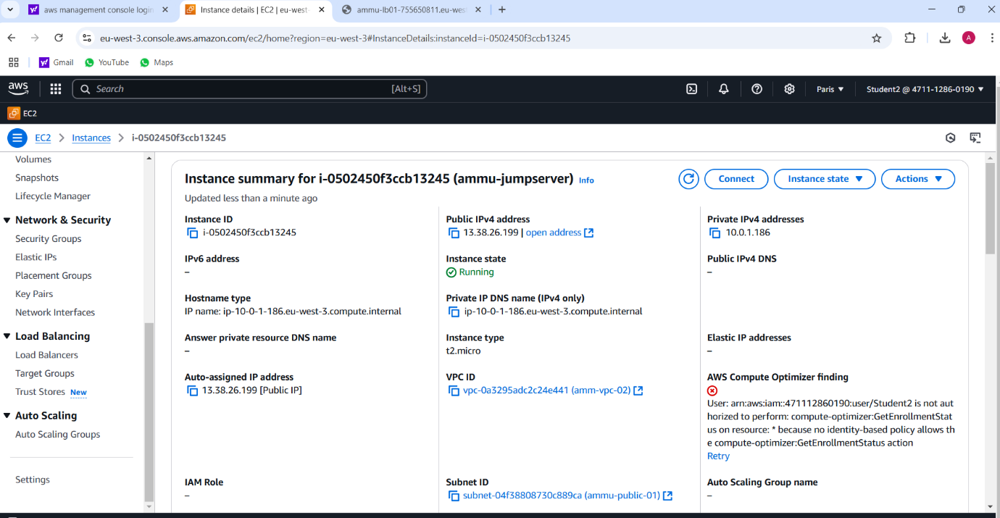 aws management console login
Instance details | EC2 | eu-west-
ammu-lb01-755650811.eu-wes
eu-west-3.console.aws.amazon.com/ec2/home?region=eu-west-3#InstanceDetails:instanceId=i-0502450f3ccb13245
A
Gmail
YouTube
Maps
aws
Search
[Alt+S]
Paris
Student2 @ 4711-1286-0190
EC2
EC2
Instances
i-0502450f3ccb13245
Volumes
Snapshots
Lifecycle Manager
Network & Security
Security Groups
Elastic IPs
Placement Groups
Key Pairs
Network Interfaces
Load Balancing
Load Balancers
Target Groups
Trust Stores New
Auto Scaling
Auto Scaling Groups
Settings
Instance summary for i-0502450f3ccb13245 (ammu-jumpserver) Info
Updated less than a minute ago
Connect
Instance state
Actions
Instance ID
i-0502450f3ccb13245
Public IPv4 address
13.38.26.199 | open address
Private IPv4 addresses
10.0.1.186
IPv6 address
–
Instance state
Running
Public IPv4 DNS
–
Hostname type
IP name: ip-10-0-1-186.eu-west-3.compute.internal
Private IP DNS name (IPv4 only)
ip-10-0-1-186.eu-west-3.compute.internal
Answer private resource DNS name
–
Instance type
t2.micro
Elastic IP addresses
–
Auto-assigned IP address
13.38.26.199 [Public IP]
VPC ID
vpc-0a3295adc2c24e441 (amm-vpc-02)
AWS Compute Optimizer finding
User: arn:aws:iam::471112860190:user/Student2 is not aut
horized to perform: compute-optimizer:GetEnrollmentStat
us on resource: * because no identity-based policy allows th
e compute-optimizer:GetEnrollmentStatus action
Retry
IAM Role
–
Subnet ID
subnet-04f38808730c889ca (ammu-public-01)
Auto Scaling Group name
–